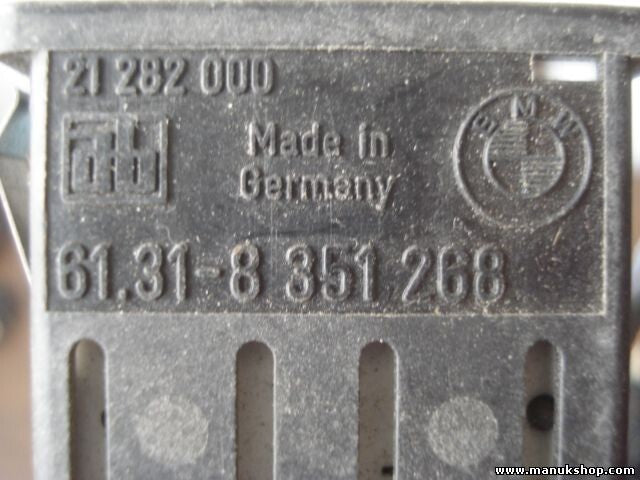 21 282 000
Made in
Germany
BMW
61.31-8 351 268
www.manukshop.com